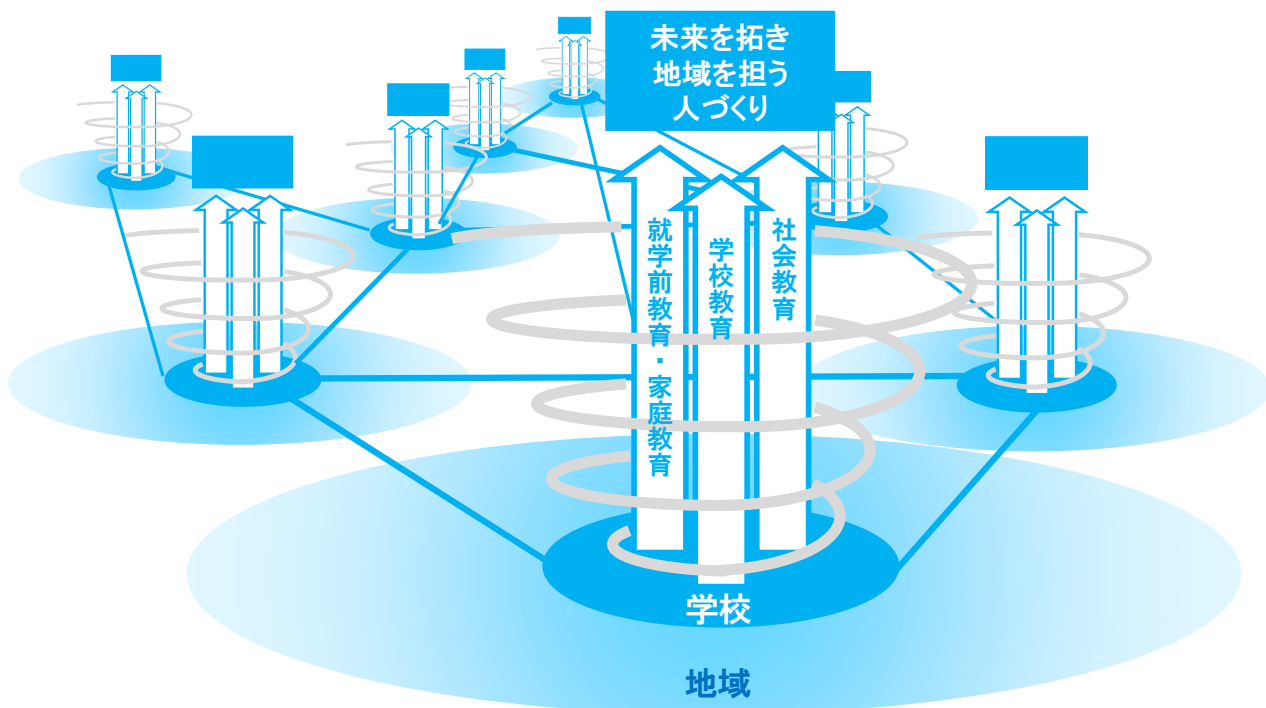 未来を拓き
地域を担う
人づくり
就学前教育・家庭教育
学校教育
社会教育
学校
地域